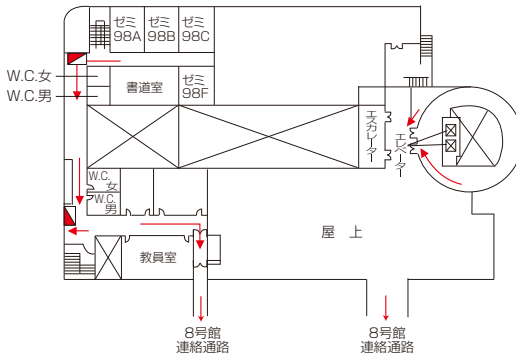 ゼミ
98A
ゼミ
98B
ゼミ
98C
W.C.女
W.C.男
書道室
ゼミ
98F
エスカレーター
エレベーター
W.C.
女
W.C.
男
屋上
教員室
8号館
連絡通路
8号館
連絡通路